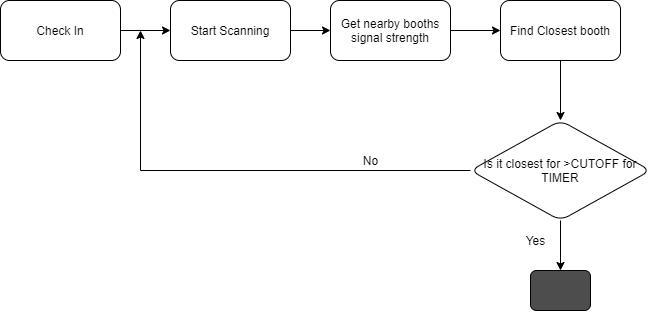 Check In
Start Scanning
Get nearby booths
signal strength
Find Closest booth
Is it closest for >CUTOFF for
TIMER
No
Yes